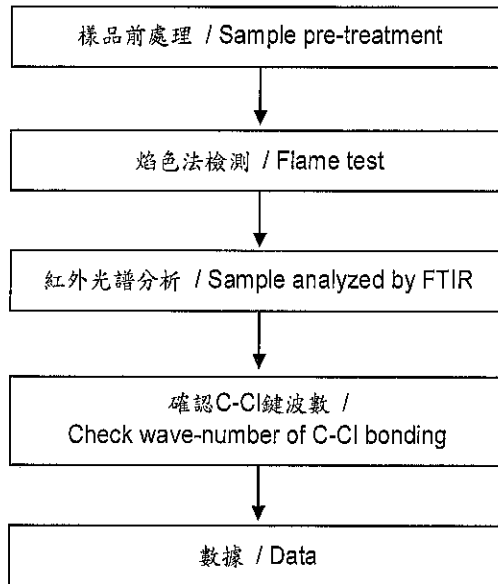 樣品前處理 / Sample pre-treatment
焰色法檢測 / Flame test
紅外光譜分析 / Sample analyzed by FTIR
確認C-Cl鍵波數 /
Check wave-number of C-Cl bonding
數據 / Data